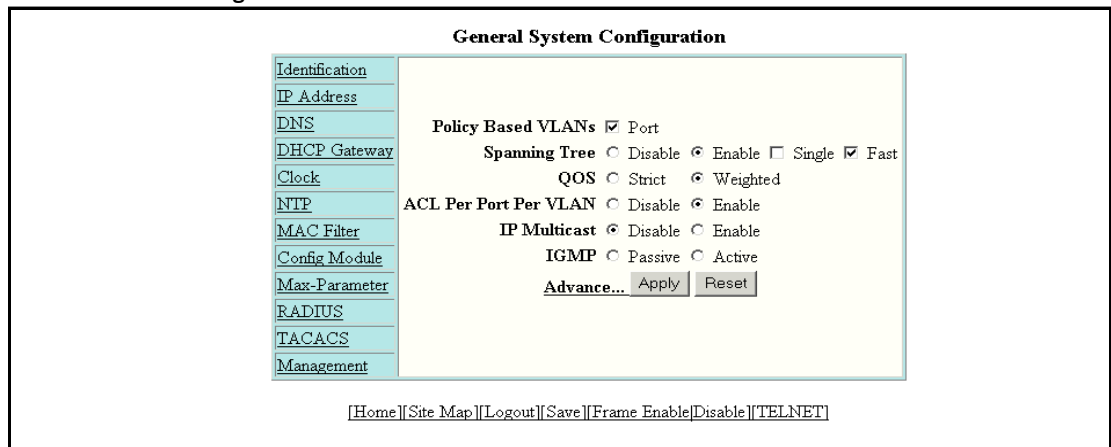 General System Configuration
Identification
IP Address
DNS
DHCP Gateway
Clock
NTP
MAC Filter
Config Module
Max-Parameter
RADIUS
TACACS
Management
Policy Based VLANs Port
Spanning Tree Disable Enable Single Fast
QOS Strict Weighted
ACL Per Port Per VLAN Disable Enable
IP Multicast Disable Enable
IGMP Passive Active
Advance... Apply Reset
[Home][Site Map][Logout][Save][Frame Enable|Disable][TELNET]